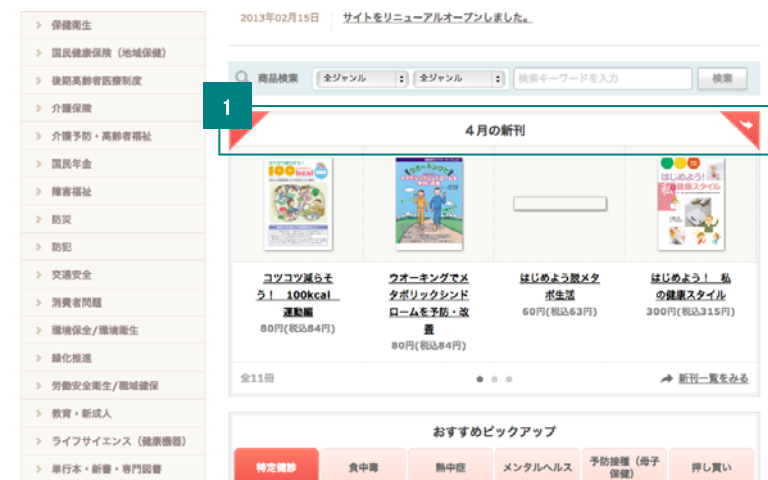 保健衛生
国民健康保険（地域保健）
後期高齢者医療制度
介護保険
介護予防・高齢者福祉
国民年金
障害福祉
防災
防犯
交通安全
消費者問題
環境保全/環境衛生
緑化推進
労働安全衛生/職域健保
教育・新成人
ライフサイエンス（健康機器）
単行本・新書・専門図書
2013年02月15日 サイトをリニューアルオープンしました。
商品検索 全ジャンル 全ジャンル 検索キーワードを入力 検索
1
4月の新刊
コツコツ減らそ
う！ 100kcal
運動編
80円(税込84円)
ウオーキングでメ
タボリックシンド
ロームを予防・改
善
80円(税込84円)
はじめよう脱メタ
ボ生活
60円(税込63円)
はじめよう！ 私
の健康スタイル
300円(税込315円)
全11冊
新刊一覧をみる
おすすめピックアップ
特定健診
食中毒
熱中症
メンタルヘルス
予防接種（母子
保健）
押し買い